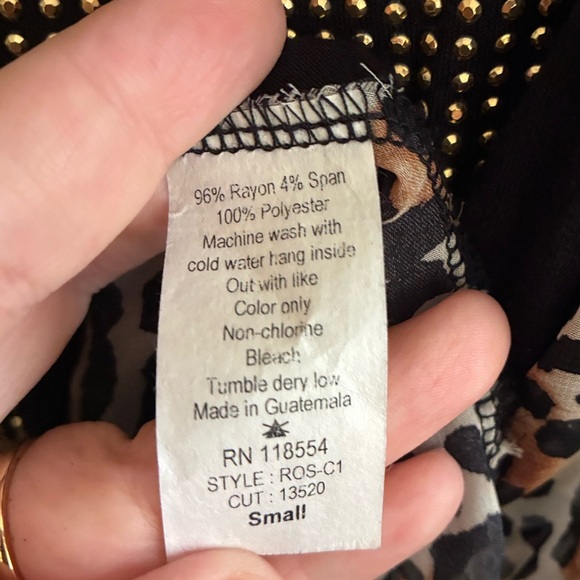 96% Rayon 4% Span
100% Polyester
Machine wash with
cold water hang inside
Out with like
Color only
Non-chlorine
Bleach
Tumble dery low
Made in Guatemala
RN 118554
STYLE : ROS-C1
CUT : 13520
Small